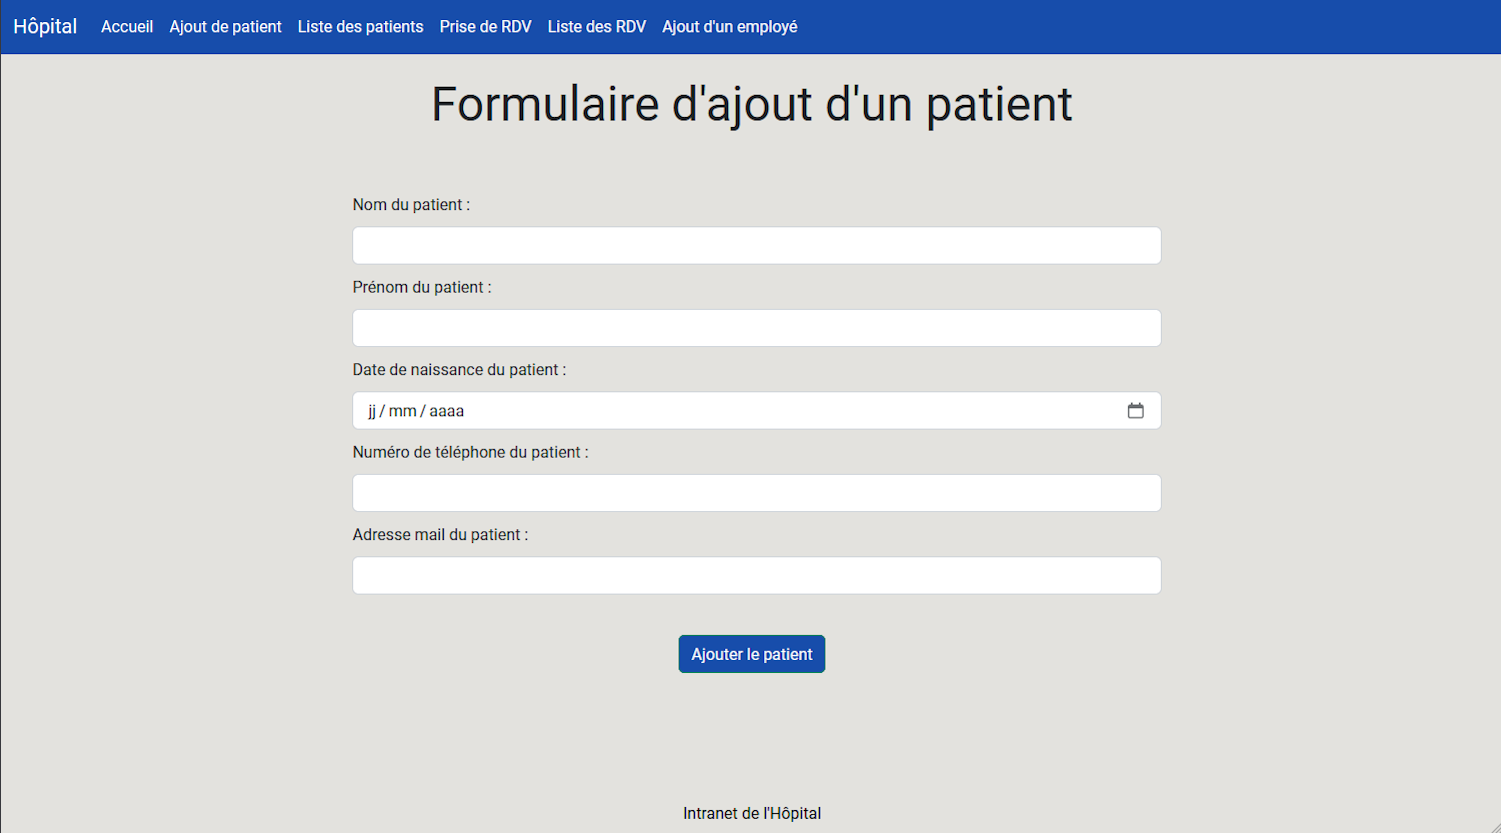 Hôpital Accueil Ajout de patient Liste des patients Prise de RDV Liste des RDV Ajout d'un employé
Formulaire d'ajout d'un patient
Nom du patient :
Prénom du patient :
Date de naissance du patient :
jj / mm / aaaa
Numéro de téléphone du patient :
Adresse mail du patient :
Ajouter le patient
Intranet de l'Hôpital